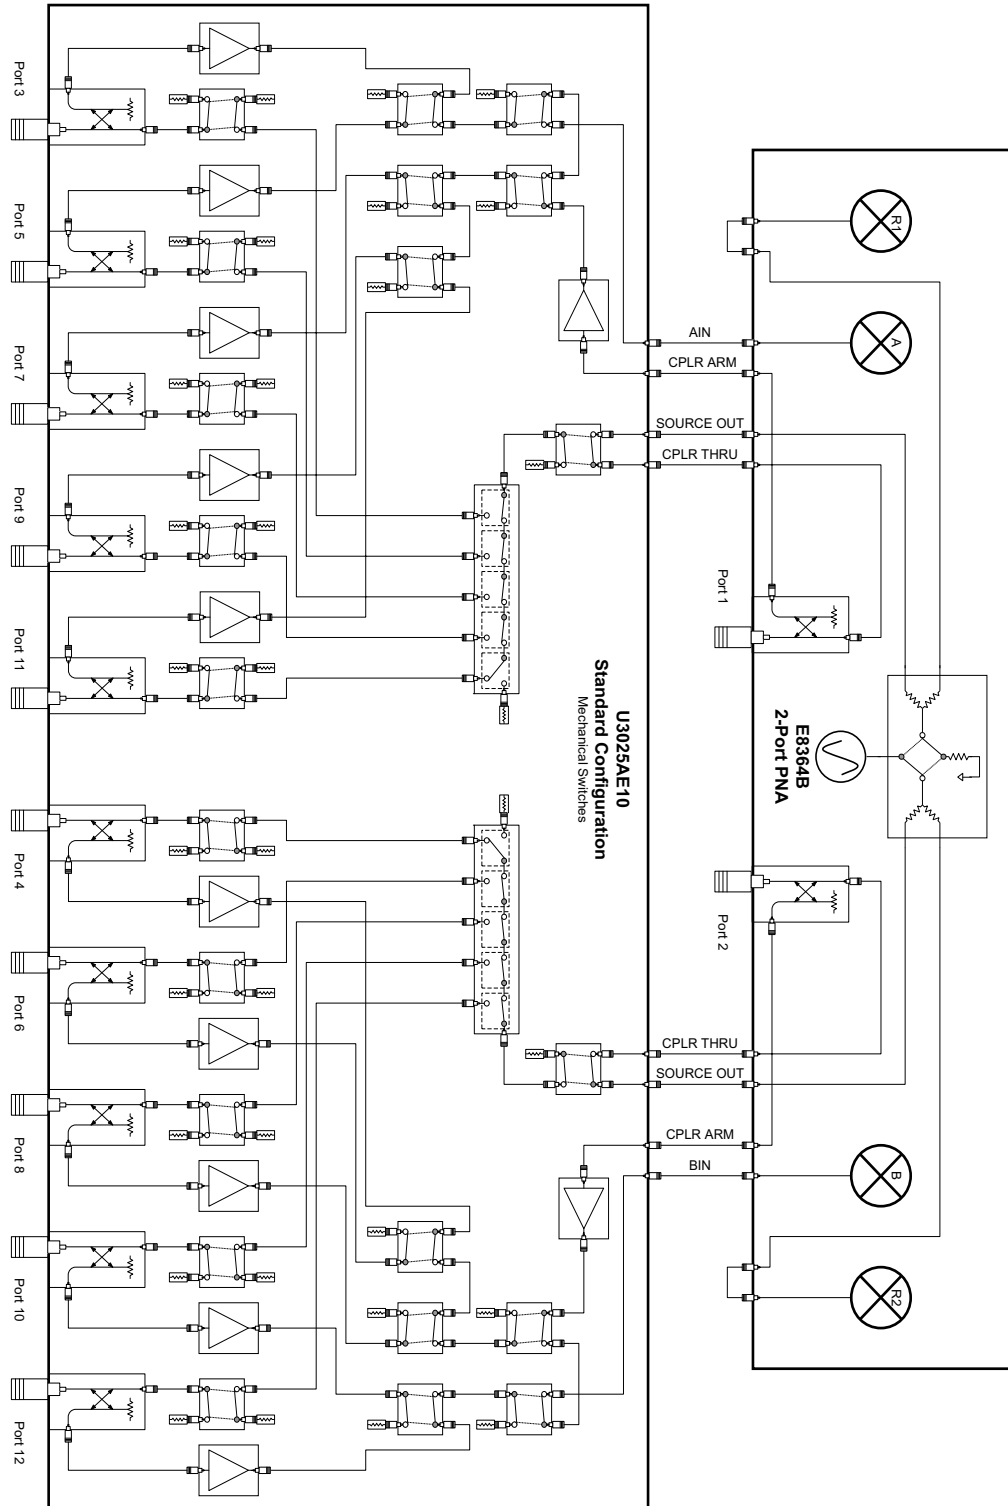 Port 3
Port 5
Port 7
Port 9
Port 11
Port 4
Port 6
Port 8
Port 10
Port 12
U3025AE10
Standard Configuration
Mechanical Switches
AIN
CPLR ARM
SOURCE OUT
CPLR THRU
CPLR THRU
SOURCE OUT
CPLR ARM
BIN
Port 1
Port 2
E8364B
2-Port PNA
R1
A
B
R2